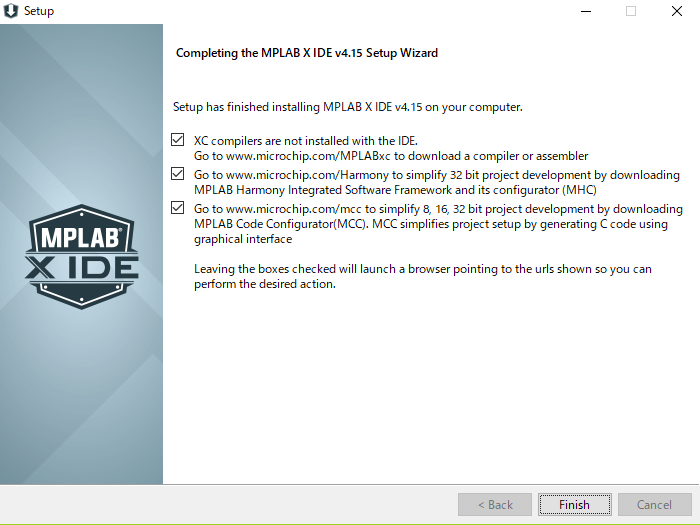 Setup
Completing the MPLAB X IDE v4.15 Setup Wizard
Setup has finished installing MPLAB X IDE v4.15 on your computer.
XC compilers are not installed with the IDE.
Go to www.microchip.com/MPLABxc to download a compiler or assembler
Go to www.microchip.com/Harmony to simplify 32 bit project development by downloading
MPLAB Harmony Integrated Software Framework and its configurator (MHC)
Go to www.microchip.com/mcc to simplify 8, 16, 32 bit project development by downloading
MPLAB Code Configurator(MCC). MCC simplifies project setup by generating C code using
graphical interface
Leaving the boxes checked will launch a browser pointing to the urls shown so you can
perform the desired action.
MPLAB®
X IDE
< Back
Finish
Cancel